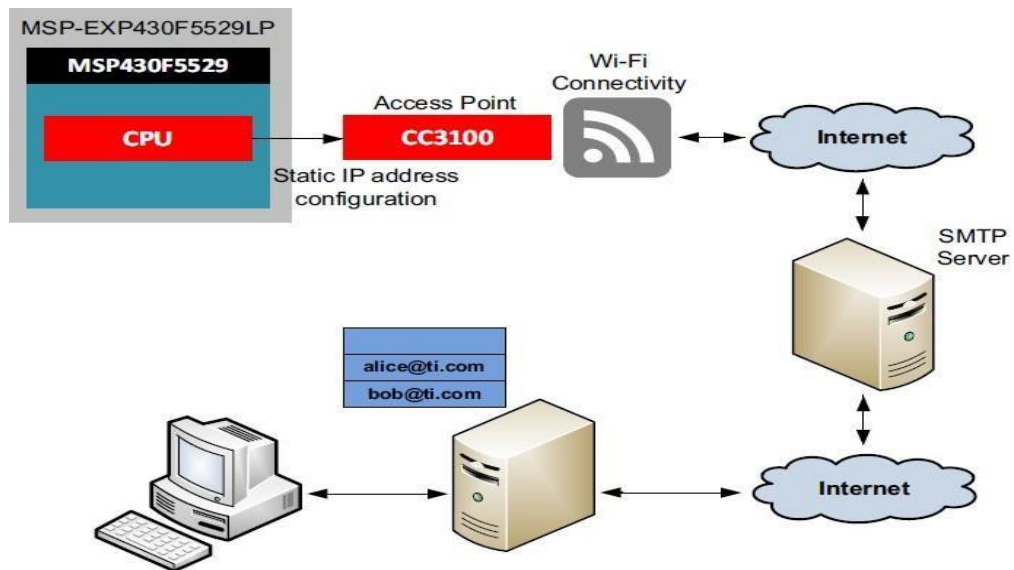 MSP-EXP430F5529LP
MSP430F5529
CPU
Access Point
CC3100
Static IP address
configuration
Wi-Fi
Connectivity
Internet
SMTP
Server
alice@ti.com
bob@ti.com
Internet